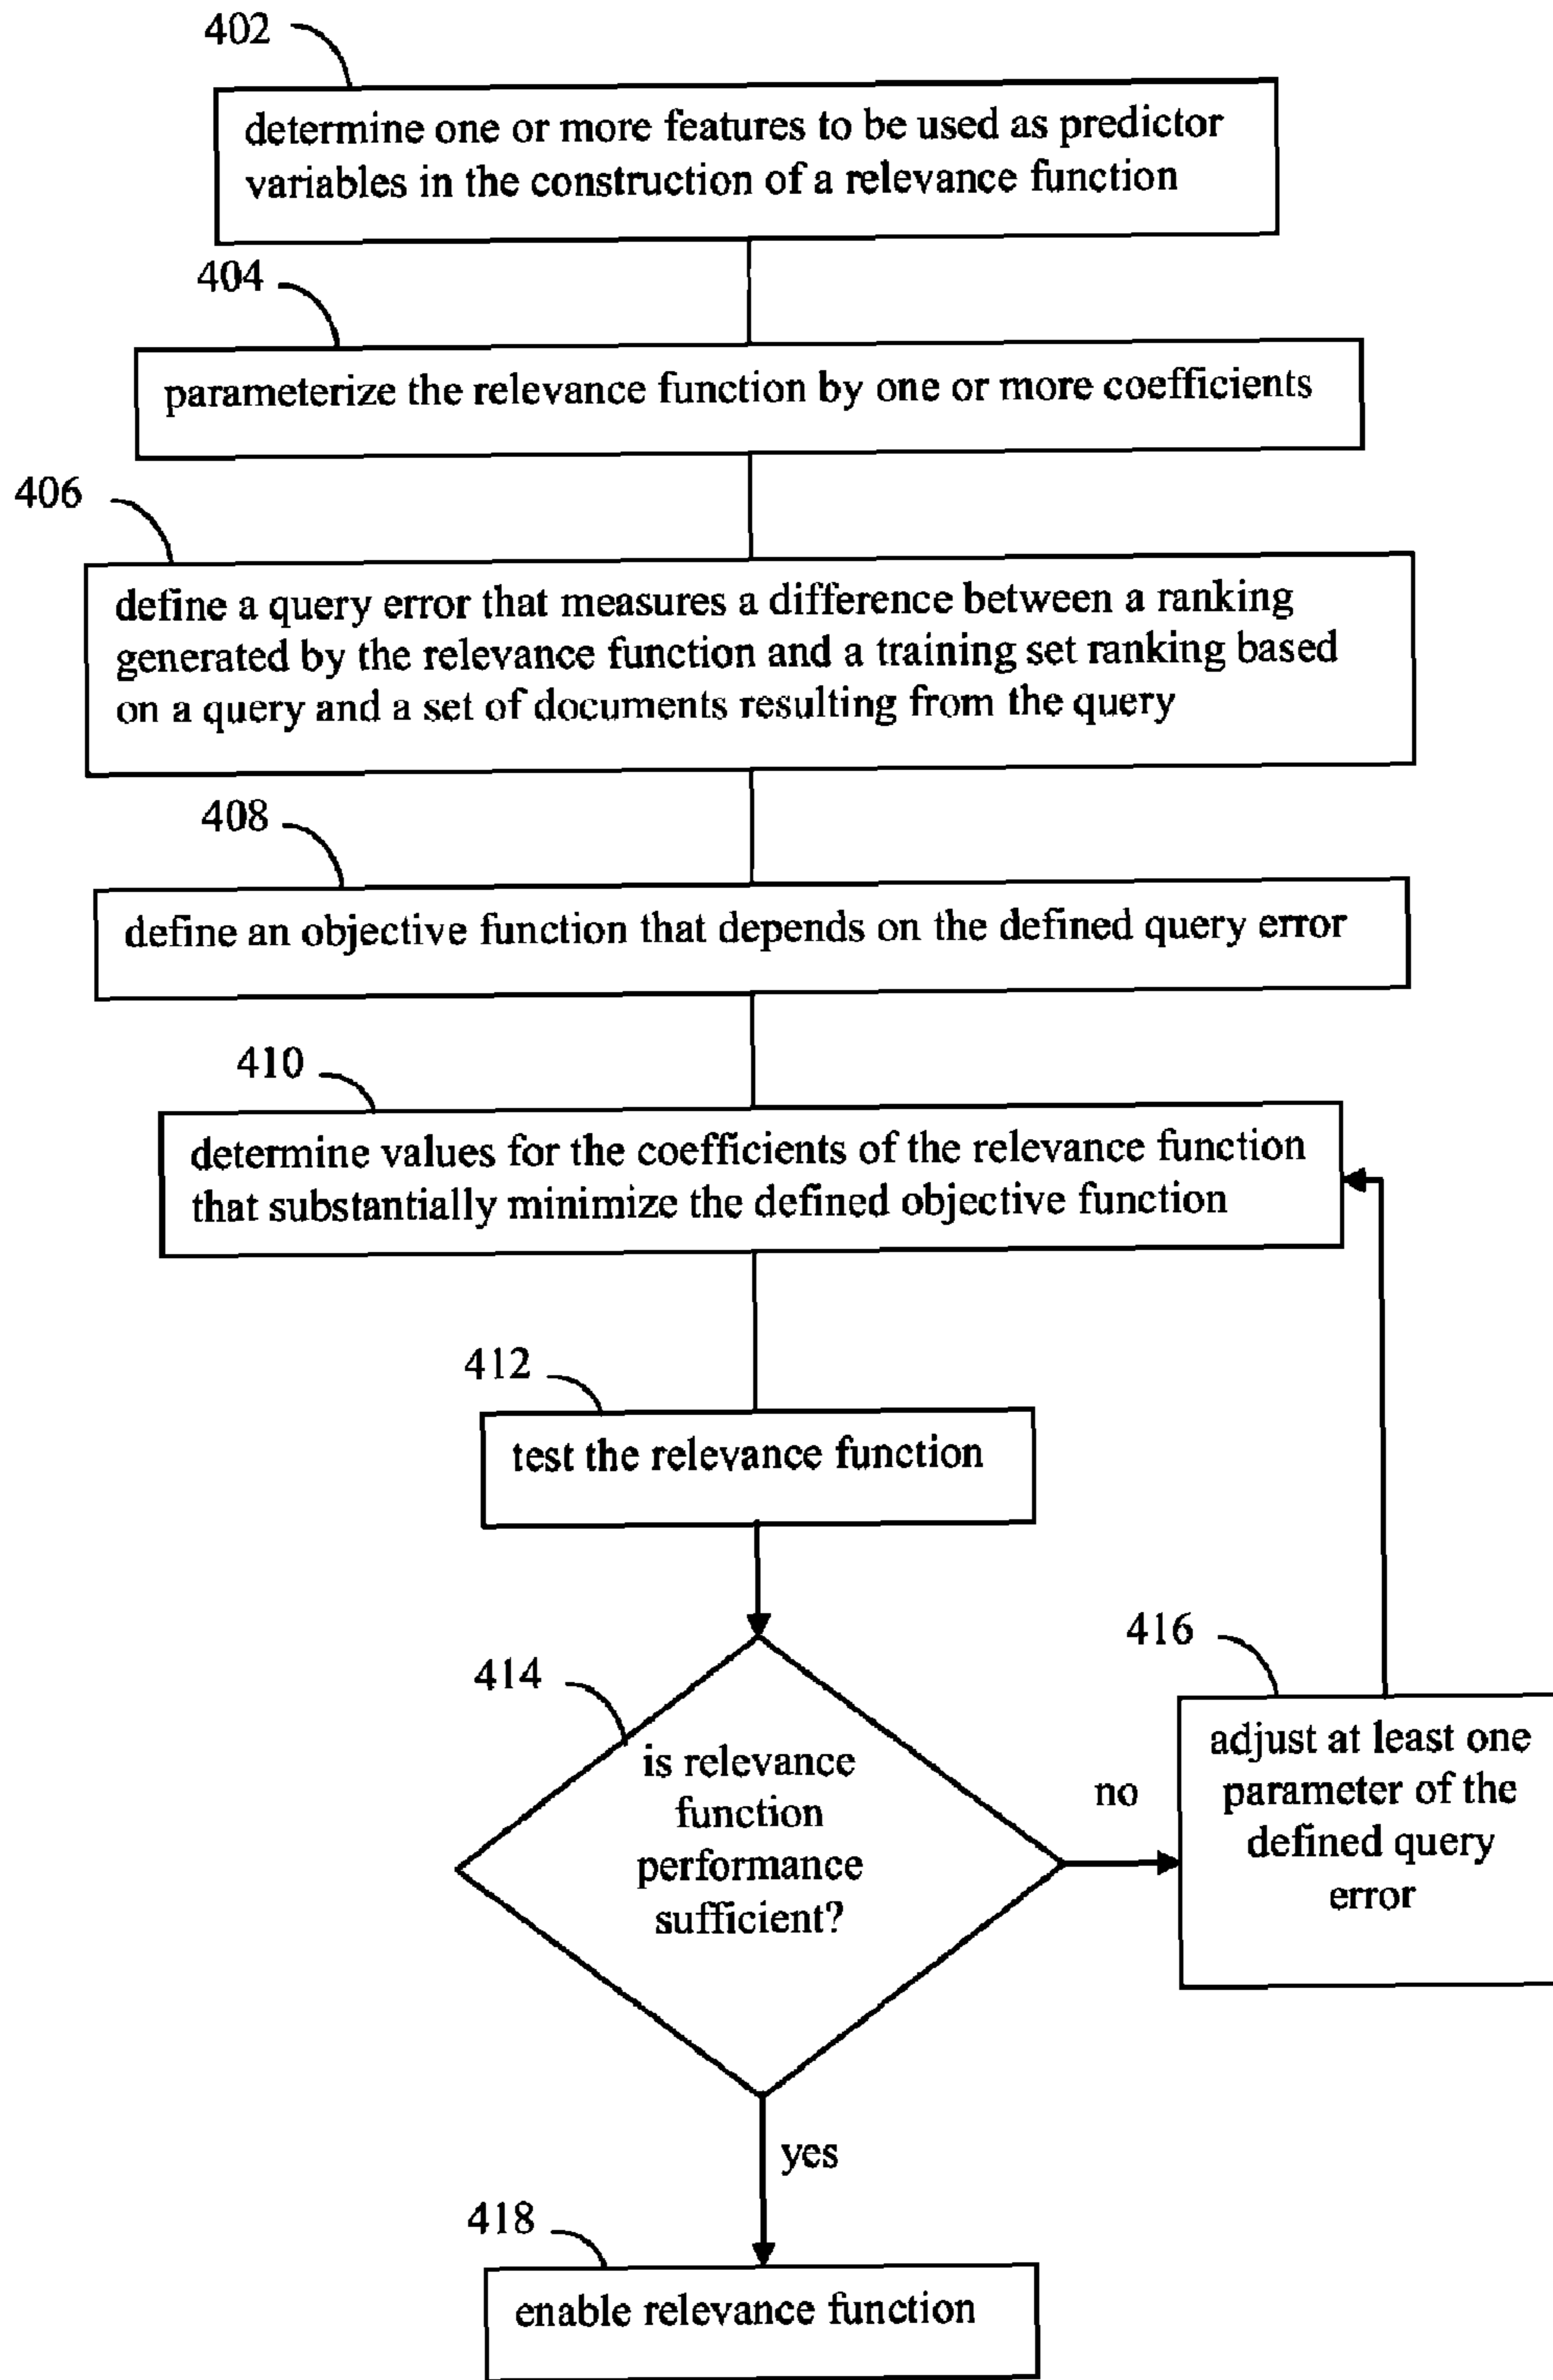 402
determine one or more features to be used as predictor
variables in the construction of a relevance function
404
parameterize the relevance function by one or more coefficients
406
define a query error that measures a difference between a ranking
generated by the relevance function and a training set ranking based
on a query and a set of documents resulting from the query
408
define an objective function that depends on the defined query error
410
determine values for the coefficients of the relevance function
that substantially minimize the defined objective function
412
test the relevance function
414
is relevance
function
performance
sufficient?
no
416
adjust at least one
parameter of the
defined query
error
yes
418
enable relevance function